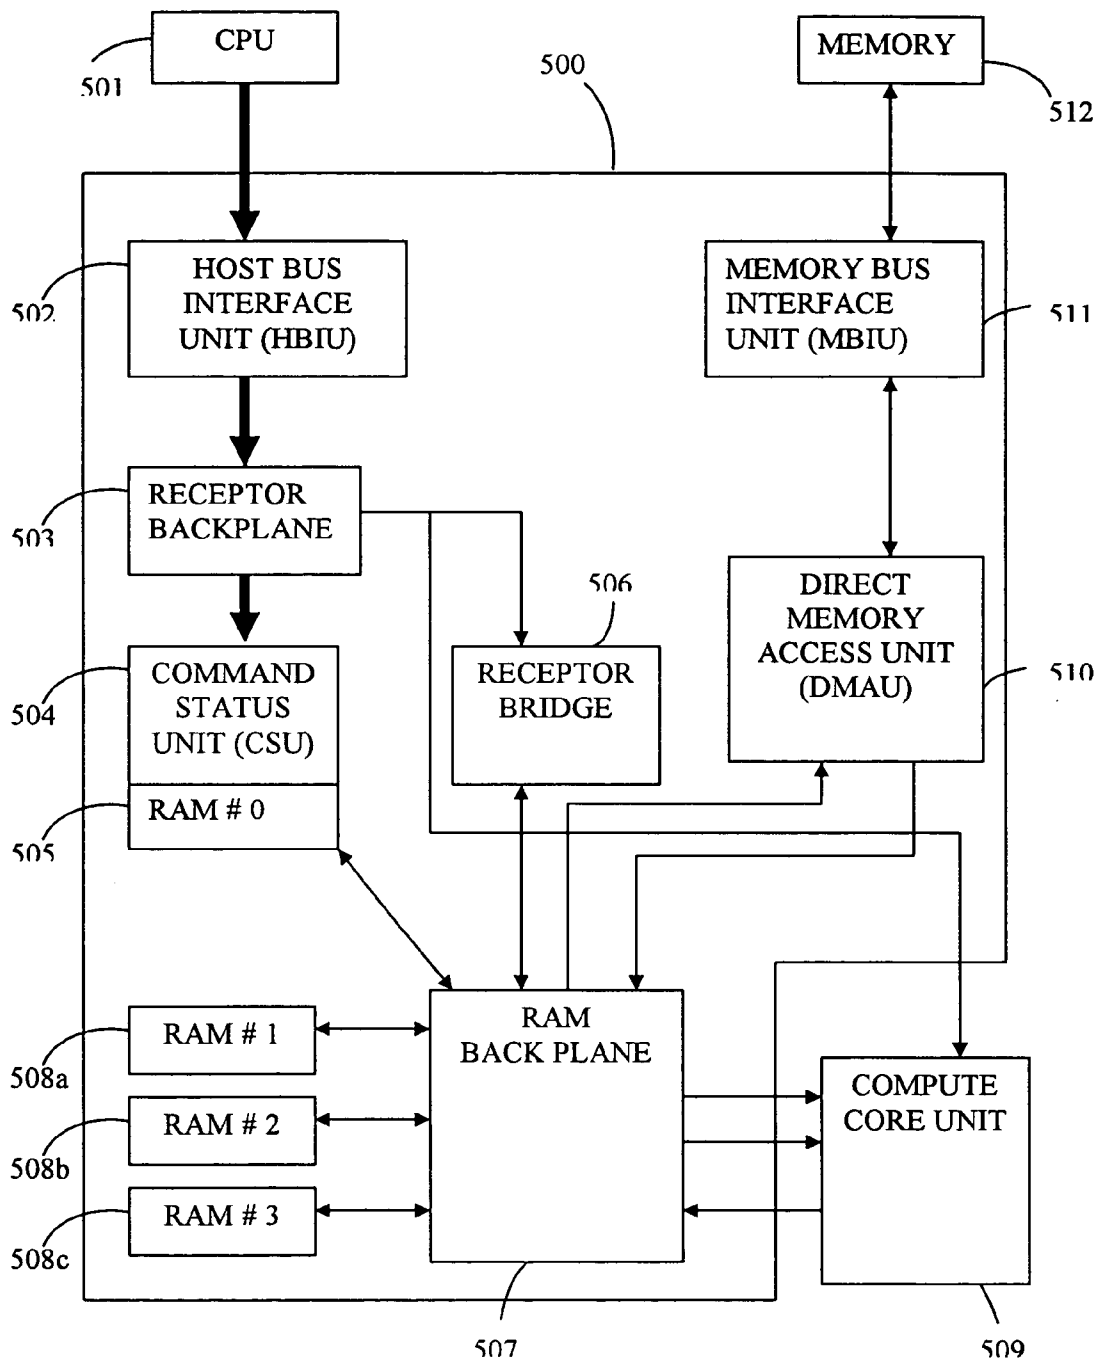 CPU
501
500
MEMORY
512
HOST BUS
INTERFACE
UNIT (HBIU)
502
MEMORY BUS
INTERFACE
UNIT (MBIU)
511
RECEPTOR
BACKPLANE
503
506
DIRECT
MEMORY
ACCESS UNIT
(DMAU)
510
COMMAND
STATUS
UNIT (CSU)
504
RECEPTOR
BRIDGE
RAM # 0
505
RAM # 1
508a
RAM
BACK PLANE
COMPUTE
CORE UNIT
RAM # 2
508b
RAM # 3
508c
507
509